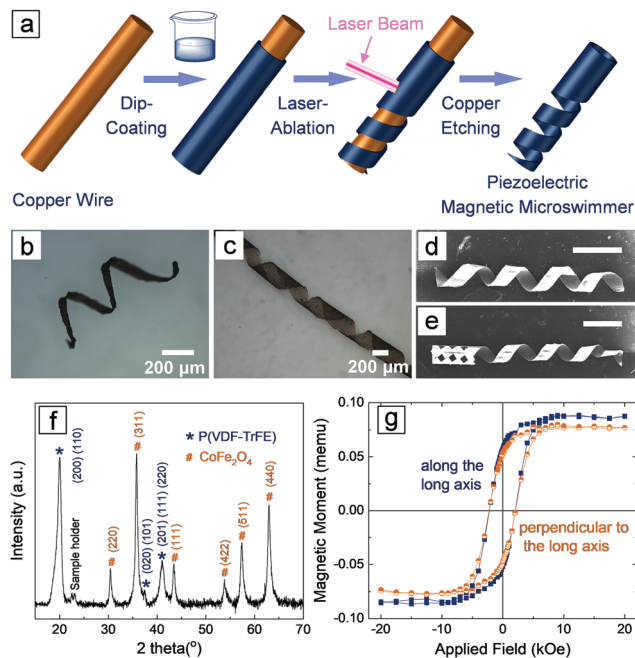 a
Laser Beam
Dip-
Coating
Laser-
Ablation
Copper
Etching
Copper Wire
Piezoelectric
Magnetic Microswimmer
b
200 µm
c
200 µm
d
e
f
Intensity (a.u.)
* (200) (110)
Sample holder
# (220)
# (311)
* (020) (101)
* (201) (111) (220)
# (111)
# (422)
# (511)
# (440)
* P(VDF-TrFE)
# CoFe2O4
20 30 40 50 60 70
2 theta(°)
g
Magnetic Moment (memu)
0.10
0.05
0.00
-0.05
-0.10
along the
long axis
perpendicular to
the long axis
-20 -10 0 10 20
Applied Field (kOe)